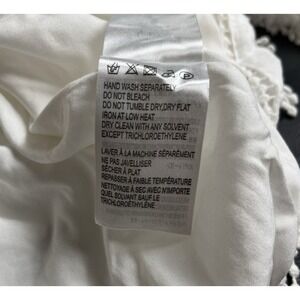 HAND WASH SEPARATELY
DO NOT BLEACH
DO NOT TUMBLE DRY,DRY FLAT
IRON AT LOW HEAT
DRY CLEAN WITH ANY SOLVENT
EXCEPT TRICHLOROETHYLENE
LAVER À LA MACHINE SÉPARÉMENT
NE PAS JAVELLISER
SÉCHER À PLAT
REPASSER À FAIBLE TEMPÉRATURE
NETTOYAGE À SEC AVEC N'IMPORTE
QUEL SOLVANT SAUF LE
TRICHLOROÉTHYLÈNE